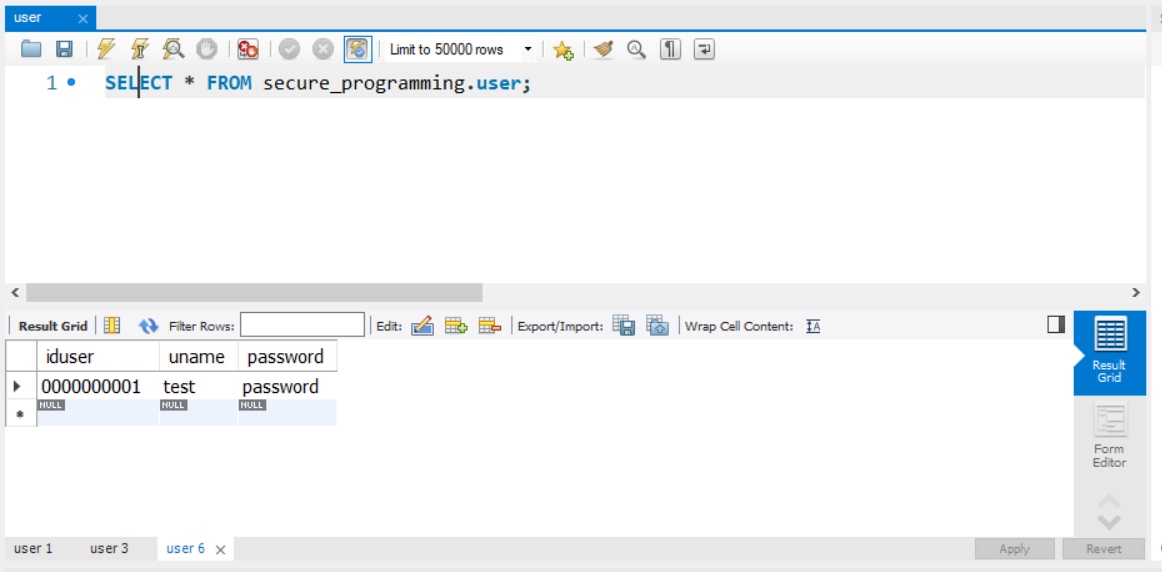 user
Limit to 50000 rows
1 SELECT * FROM secure_programming.user;
Result Grid Filter Rows: Edit: Export/Import: Wrap Cell Content:
iduser uname password
0000000001 test password
NULL NULL NULL
Result
Grid
Form
Editor
user 1 user 3 user 6 Apply Revert